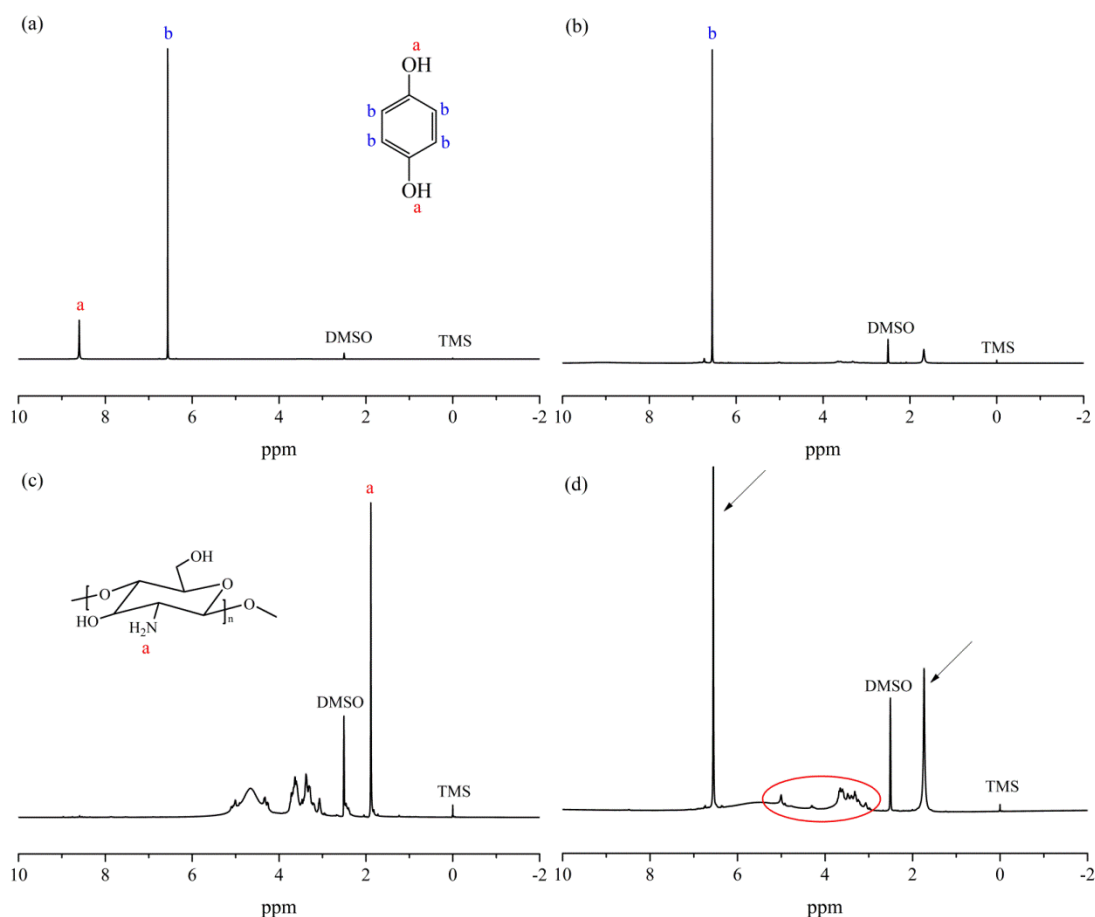 (a)
b
a
OH
b b
b b
OH
a
a
DMSO
TMS
10 8 6 4 2 0 -2
ppm
(b)
b
DMSO
TMS
10 8 6 4 2 0 -2
ppm
(c)
a
OH
O
O
O
HO
H₂N
n
a
DMSO
TMS
10 8 6 4 2 0 -2
ppm
(d)
DMSO
TMS
10 8 6 4 2 0 -2
ppm